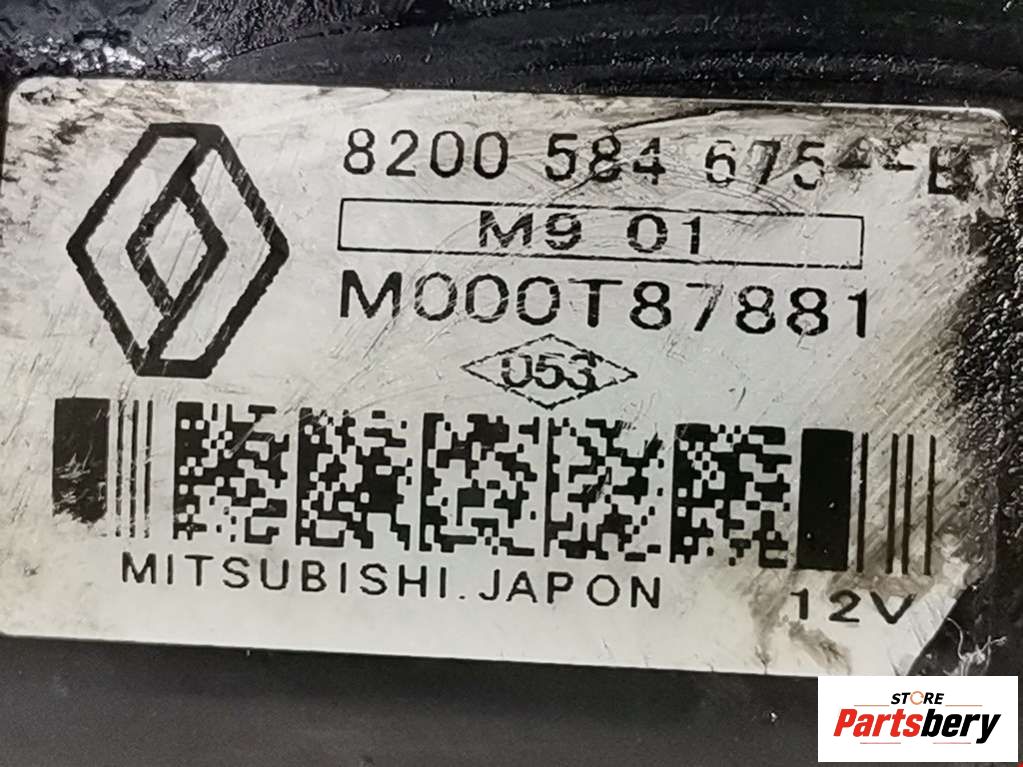 8200 584 675--B
M9 01
M000T87881
053
MITSUBISHI.JAPON
12V
STORE
Partsbery